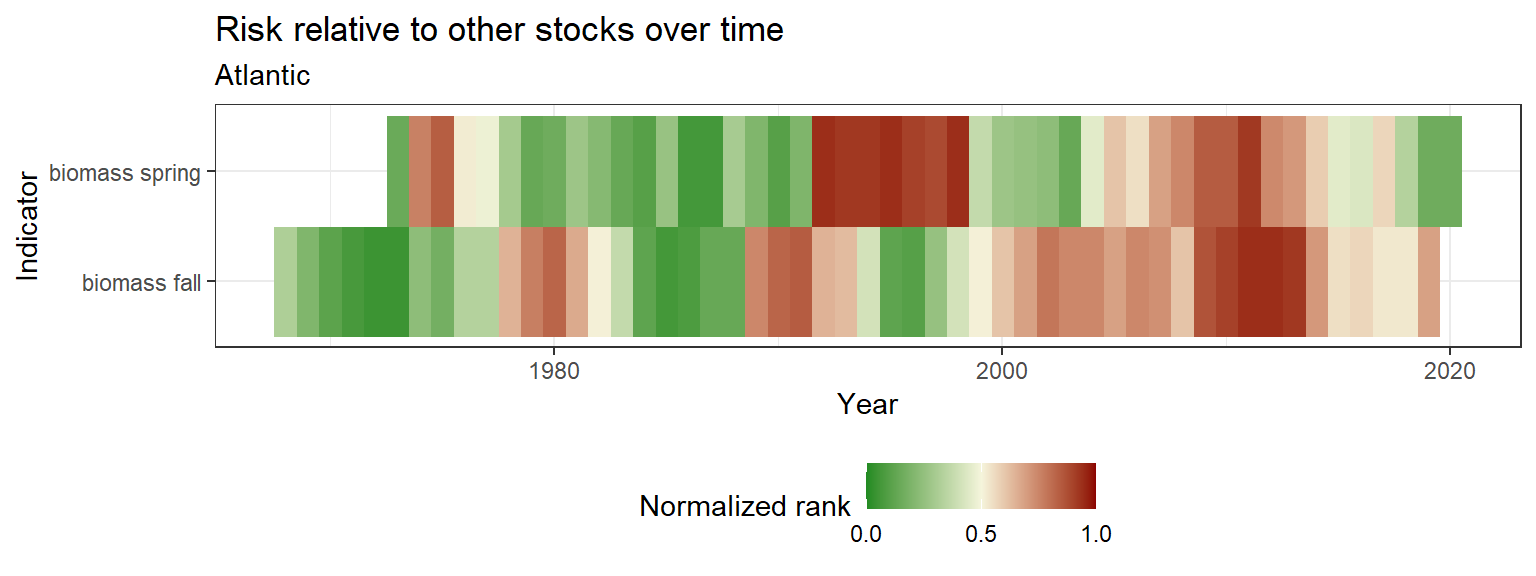 Risk relative to other stocks over time
Atlantic
Indicator
biomass spring
biomass fall
1980 2000 2020
Year
Normalized rank
0.0 0.5 1.0